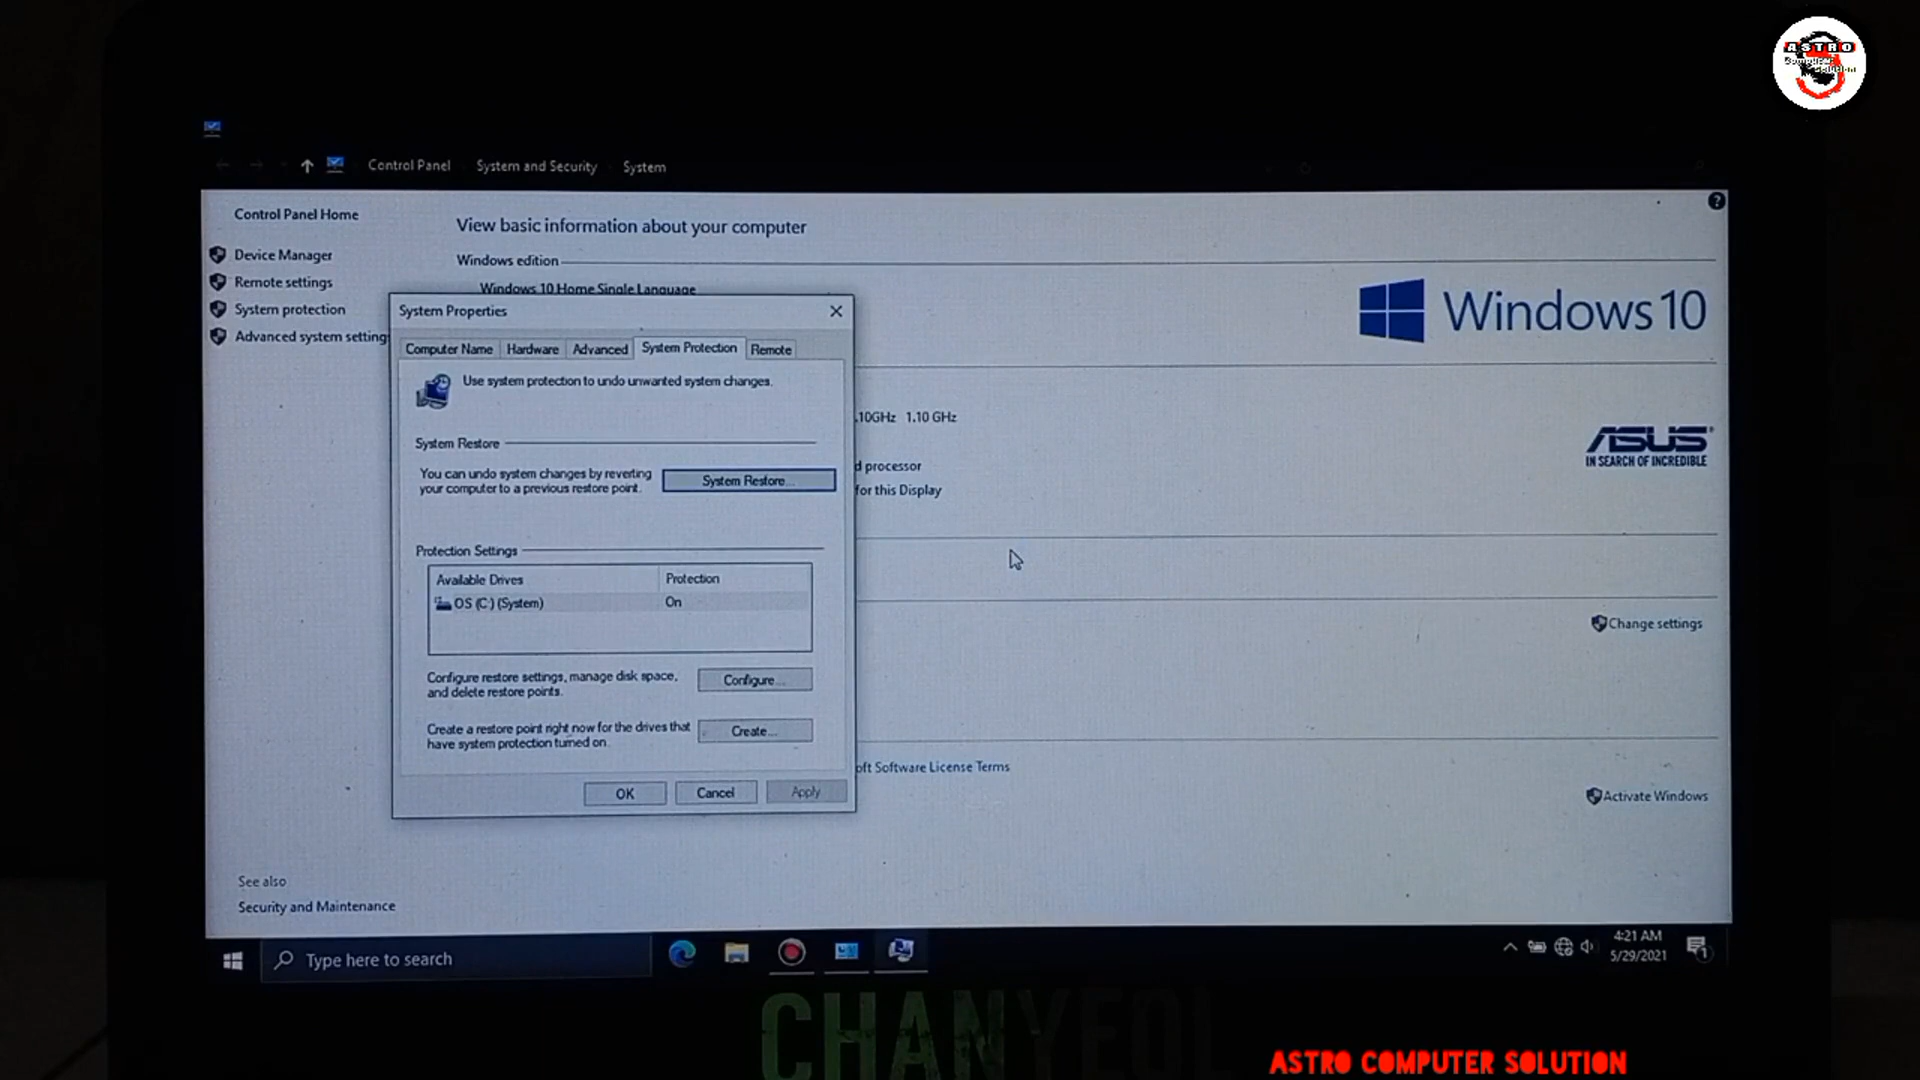 ASTRO
Computer
Solution
Control Panel System and Security System
Control Panel Home
View basic information about your computer
Device Manager
Windows edition
Remote settings
Windows 10 Home Single Language
System protection
Advanced system setting
Windows 10
System Properties
Computer Name Hardware Advanced System Protection Remote
Use system protection to undo unwanted system changes.
System Restore
You can undo system changes by reverting
your computer to a previous restore point.
System Restore...
Protection Settings
Available Drives Protection
OS (C:) (System) On
Configure restore settings, manage disk space,
and delete restore points.
Configure...
Create a restore point right now for the drives that
have system protection turned on.
Create...
OK Cancel Apply
.10GHz 1.10 GHz
d processor
for this Display
ASUS
IN SEARCH OF INCREDIBLE
Change settings
oft Software License Terms
Activate Windows
See also
Security and Maintenance
Type here to search
4:21 AM
5/29/2021
1
CHANYEOL
ASTRO COMPUTER SOLUTION